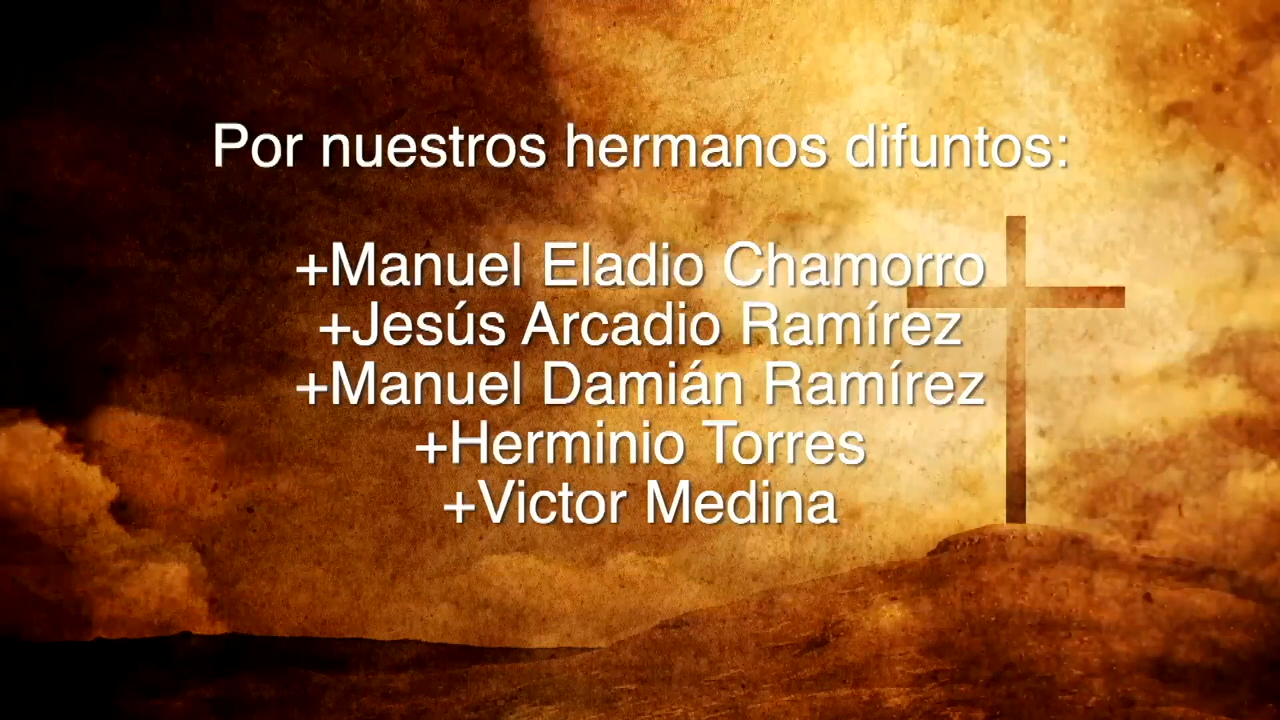 Por nuestros hermanos difuntos:
+Manuel Eladio Chamorro
+Jesús Arcadio Ramírez
+Manuel Damián Ramírez
+Herminio Torres
+Victor Medina